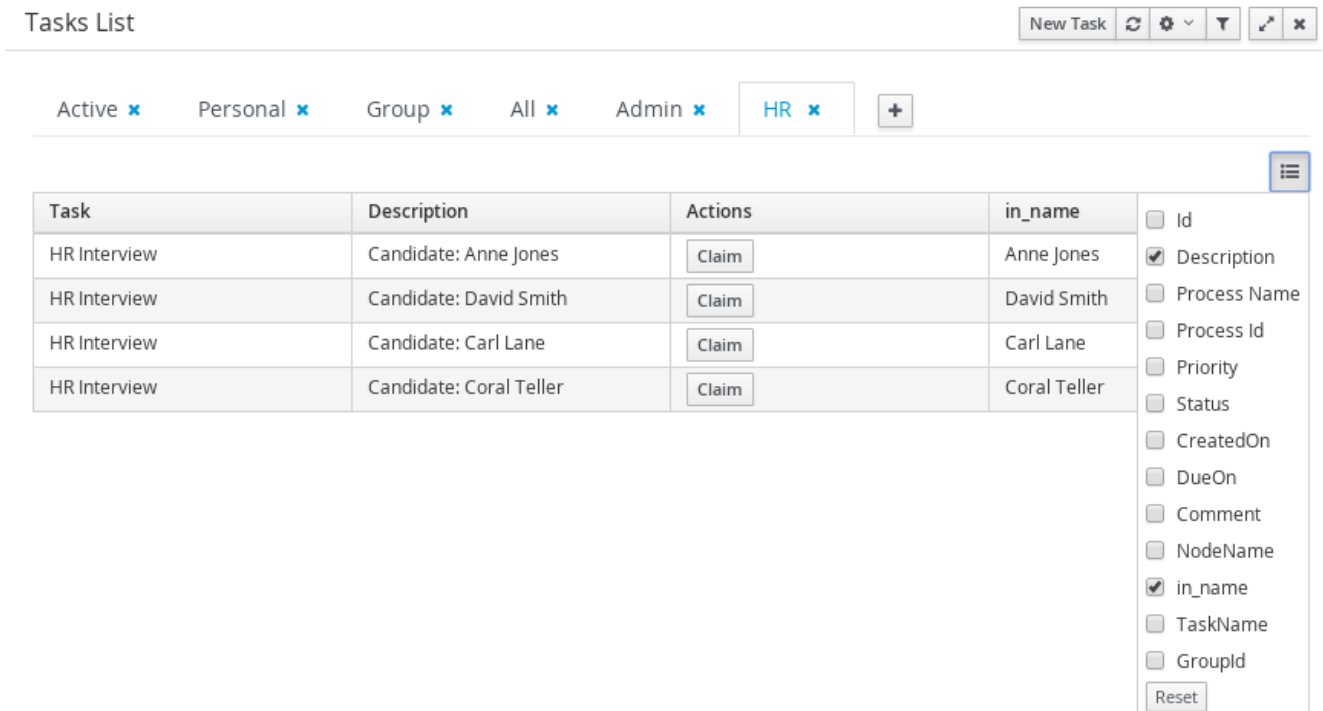 Tasks List
New Task
Active Personal Group All Admin HR
Task Description Actions in_name
HR Interview Candidate: Anne Jones Claim Anne Jones
HR Interview Candidate: David Smith Claim David Smith
HR Interview Candidate: Carl Lane Claim Carl Lane
HR Interview Candidate: Coral Teller Claim Coral Teller
Id
Description
Process Name
Process Id
Priority
Status
CreatedOn
DueOn
Comment
NodeName
in_name
TaskName
GroupId
Reset